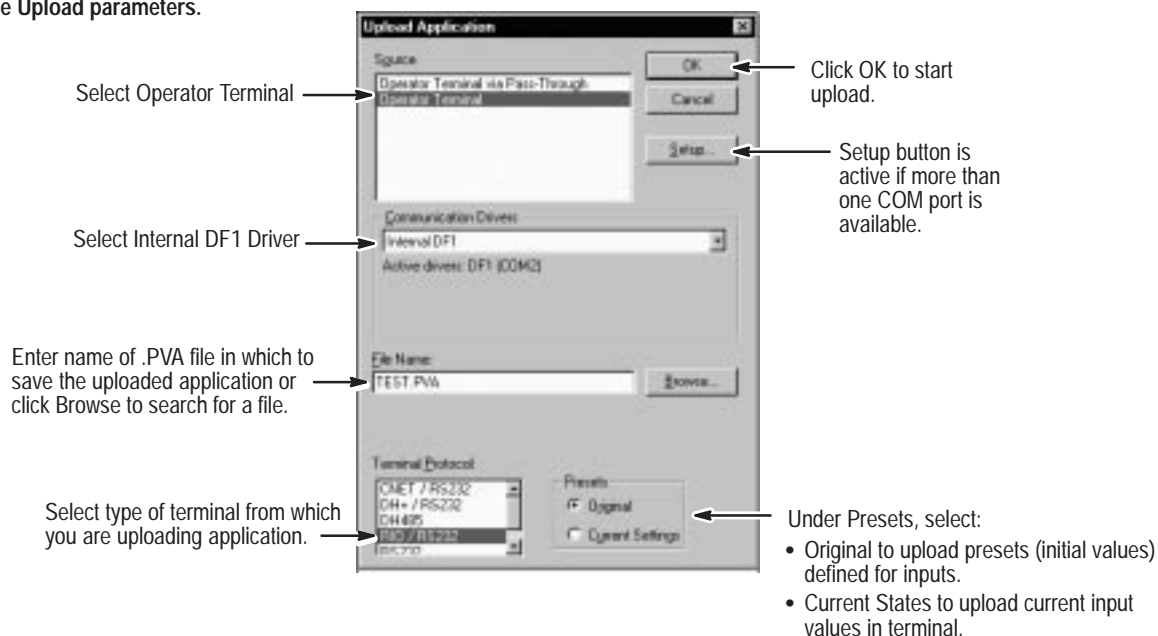 e Upload parameters.
Upload Application
Source
Operator Terminal via Pass-Through
Operator Terminal
OK
Cancel
Setup...
Select Operator Terminal
Click OK to start
upload.
Setup button is
active if more than
one COM port is
available.
Communication Drivers
Internal DF1
Active drivers: DF1 (COM2)
Select Internal DF1 Driver
Enter name of .PVA file in which to
save the uploaded application or
click Browse to search for a file.
File Name:
TEST.PVA
Browse...
Terminal Protocol:
CNET / RS232
DH+ / RS232
DH485
RIO / RS232
RS232
Select type of terminal from which
you are uploading application.
Presets
Original
Current Settings
Under Presets, select:
• Original to upload presets (initial values)
defined for inputs.
• Current States to upload current input
values in terminal.